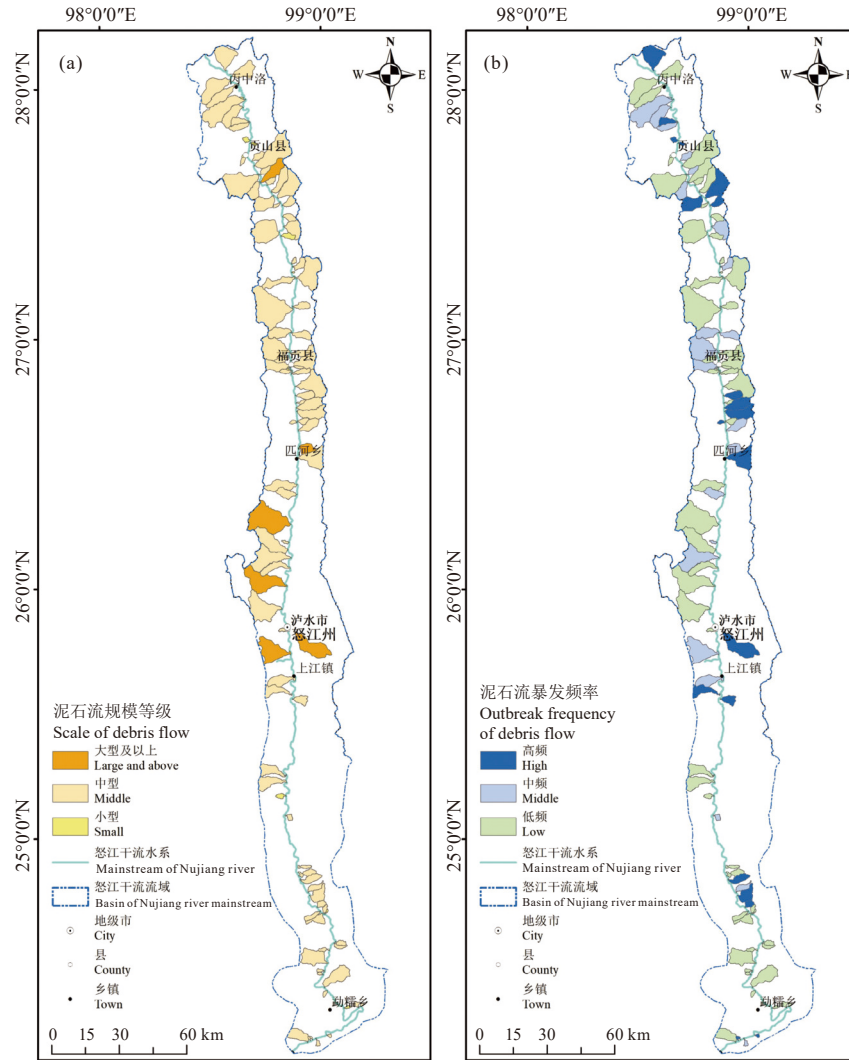 98°0′0″E
99°0′0″E
(a)
N
W
E
S
28°0′0″N
27°0′0″N
26°0′0″N
25°0′0″N
丙中洛
贡山县
福贡县
匹河乡
泸水市
怒江州
上江镇
勐糯乡
泥石流规模等级
Scale of debris flow
大型及以上
Large and above
中型
Middle
小型
Small
怒江干流水系
Mainstream of Nujiang river
怒江干流流域
Basin of Nujiang river mainstream
地级市
City
县
County
乡镇
Town
0 15 30 60 km
98°0′0″E
99°0′0″E
(b)
N
W
E
S
28°0′0″N
27°0′0″N
26°0′0″N
25°0′0″N
丙中洛
贡山县
福贡县
匹河乡
泸水市
怒江州
上江镇
勐糯乡
泥石流暴发频率
Outbreak frequency
of debris flow
高频
High
中频
Middle
低频
Low
怒江干流水系
Mainstream of Nujiang river
怒江干流流域
Basin of Nujiang river mainstream
地级市
City
县
County
乡镇
Town
0 15 30 60 km